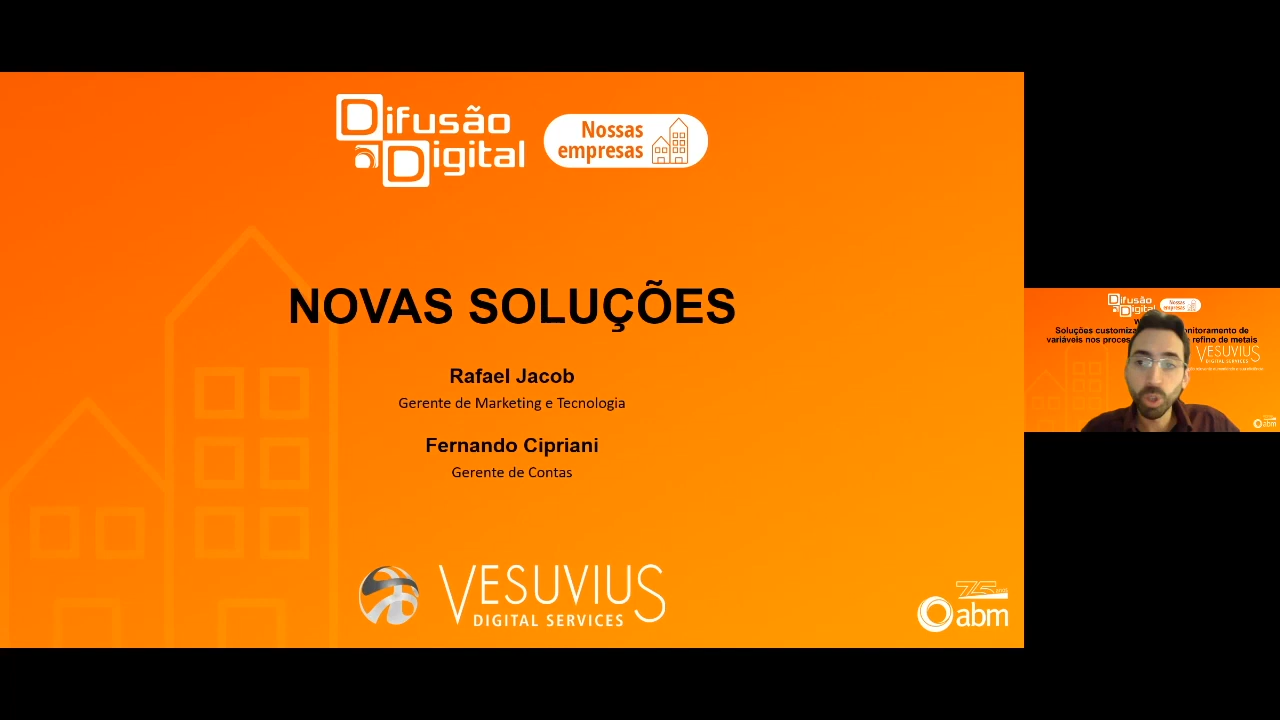 Difusão
Digital
Nossas
empresas
NOVAS SOLUÇÕES
Rafael Jacob
Gerente de Marketing e Tecnologia
Fernando Cipriani
Gerente de Contas
VESUVIUS
DIGITAL SERVICES
75
abm
Difusão
Digital
Nossas
empresas
Soluções customiza
onitoramento de
variáveis nos proces
refino de metais
VESUVIUS
DIGITAL SERVICES
abm